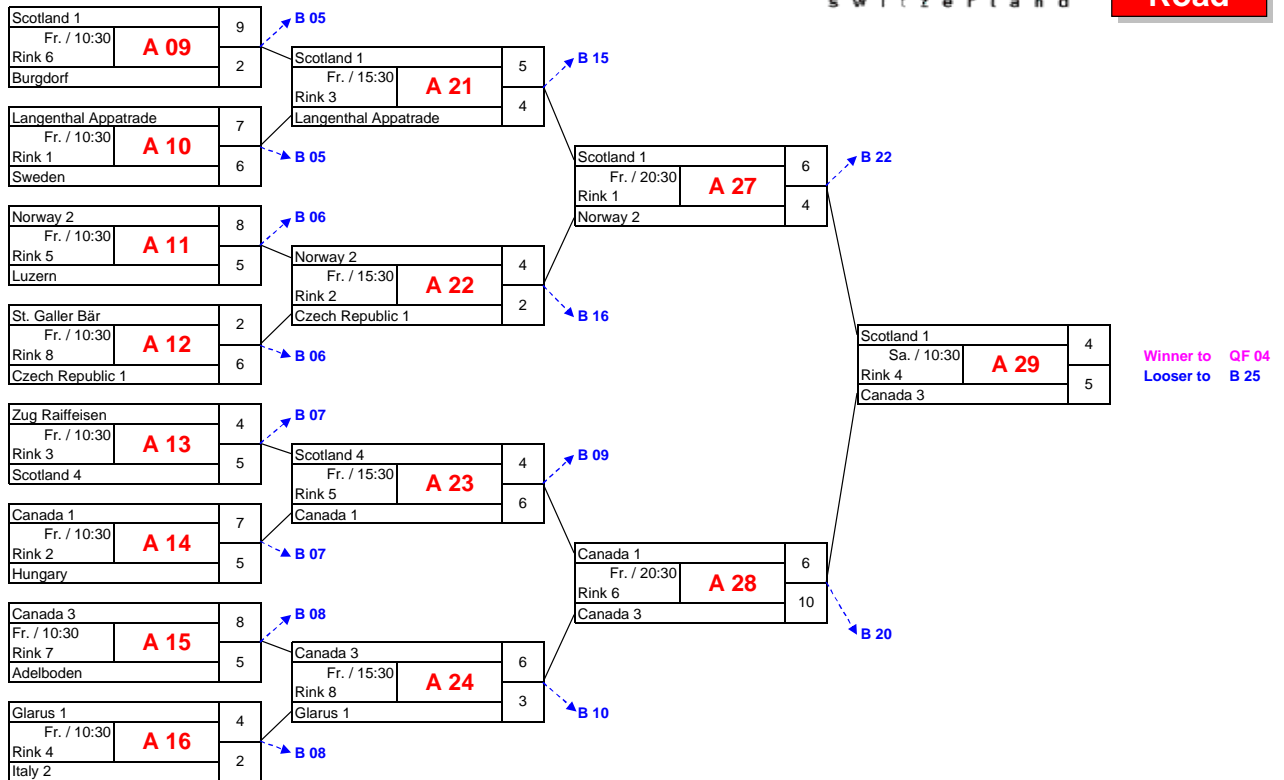 switzerland
Road
Scotland 1
9
Fr. / 10:30
A 09
Rink 6
2
Burgdorf
B 05
Langenthal Appatrade
7
Fr. / 10:30
A 10
Rink 1
6
Sweden
B 05
Norway 2
8
Fr. / 10:30
A 11
Rink 5
5
Luzern
B 06
St. Galler Bär
2
Fr. / 10:30
A 12
Rink 8
6
Czech Republic 1
B 06
Zug Raiffeisen
4
Fr. / 10:30
A 13
Rink 3
5
Scotland 4
B 07
Canada 1
7
Fr. / 10:30
A 14
Rink 2
5
Hungary
B 07
Canada 3
8
Fr. / 10:30
A 15
Rink 7
5
Adelboden
B 08
Glarus 1
4
Fr. / 10:30
A 16
Rink 4
2
Italy 2
B 08
Scotland 1
5
Fr. / 15:30
A 21
Rink 3
4
Langenthal Appatrade
B 15
Norway 2
4
Fr. / 15:30
A 22
Rink 2
2
Czech Republic 1
B 16
Scotland 4
4
Fr. / 15:30
A 23
Rink 5
6
Canada 1
B 09
Canada 3
6
Fr. / 15:30
A 24
Rink 8
3
Glarus 1
B 10
Scotland 1
6
Fr. / 20:30
A 27
Rink 1
4
Norway 2
B 22
Canada 1
6
Fr. / 20:30
A 28
Rink 6
10
Canada 3
B 20
Scotland 1
4
Sa. / 10:30
A 29
Rink 4
5
Canada 3
Winner to QF 04
Looser to B 25